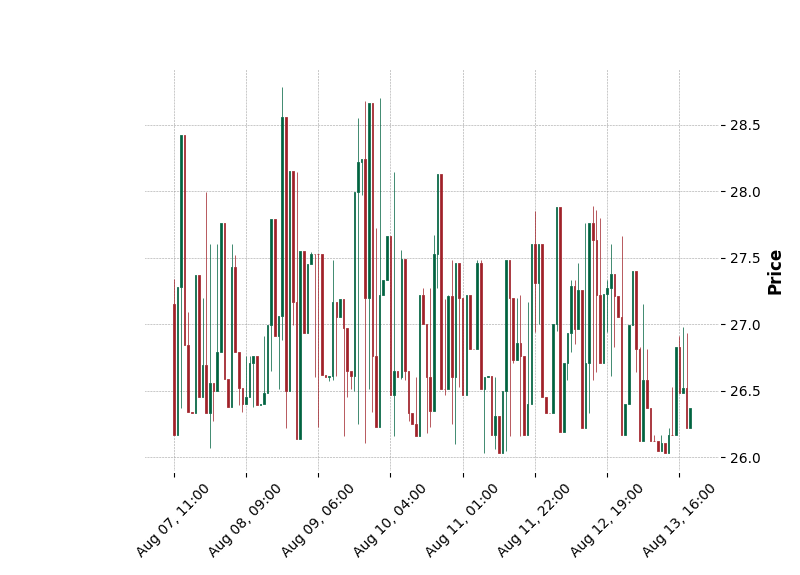 28.5
28.0
27.5
27.0
26.5
26.0
Price
Aug 07, 11:00
Aug 08, 09:00
Aug 09, 06:00
Aug 10, 04:00
Aug 11, 01:00
Aug 11, 22:00
Aug 12, 19:00
Aug 13, 16:00